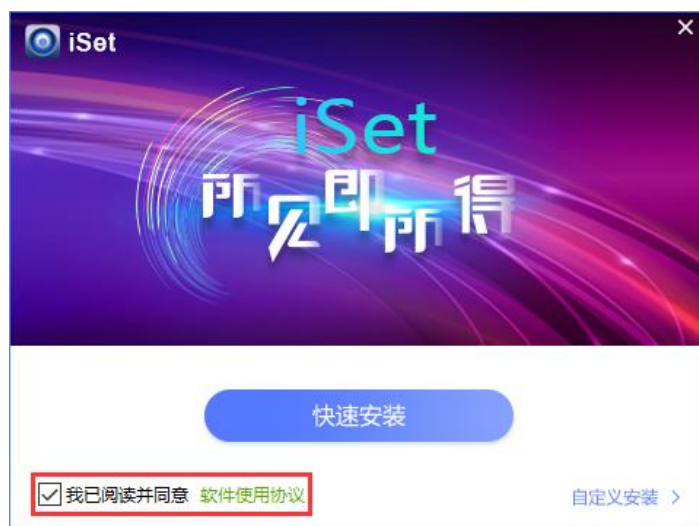 iSet
iSet
所见即所得
快速安装
我已阅读并同意 软件使用协议
自定义安装